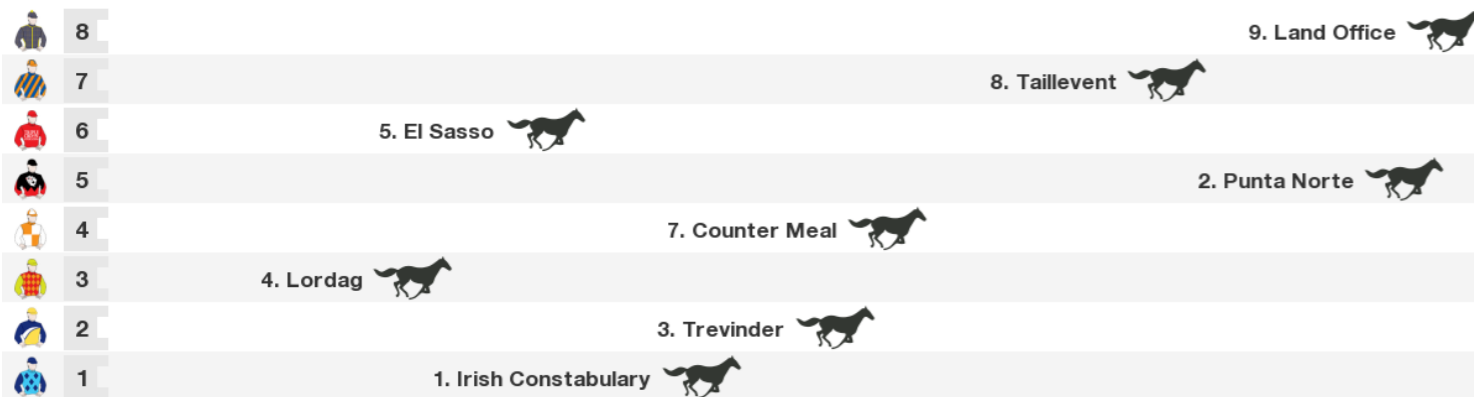 8 9. Land Office
7 8. Taillevent
6 5. El Sasso
5 2. Punta Norte
4 7. Counter Meal
3 4. Lordag
2 3. Trevinder
1 1. Irish Constabulary